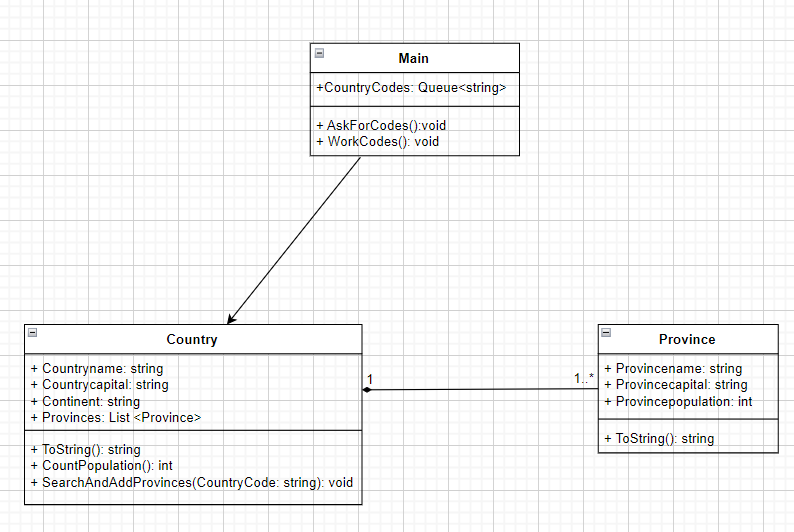 Main
+CountryCodes: Queue<string>
+ AskForCodes():void
+ WorkCodes(): void
Country
+ Countryname: string
+ Countrycapital: string
+ Continent: string
+ Provinces: List <Province>
+ ToString(): string
+ CountPopulation(): int
+ SearchAndAddProvinces(CountryCode: string): void
1
1..*
Province
+ Provincename: string
+ Provincecapital: string
+ Provincepopulation: int
+ ToString(): string